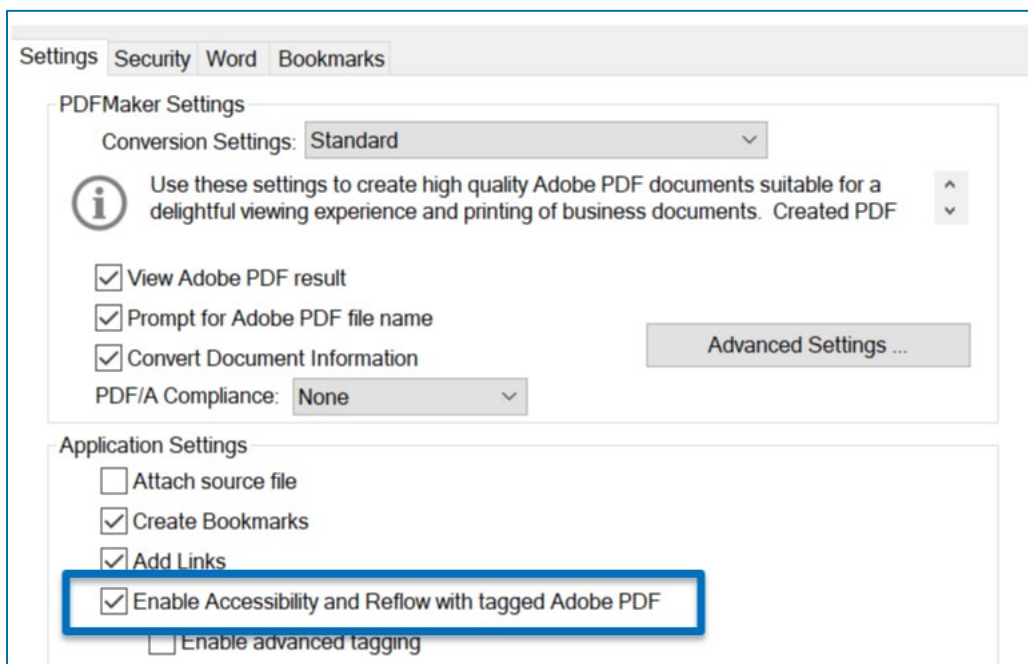 Settings Security Word Bookmarks
PDFMaker Settings
Conversion Settings: Standard
Use these settings to create high quality Adobe PDF documents suitable for a
delightful viewing experience and printing of business documents. Created PDF
View Adobe PDF result
Prompt for Adobe PDF file name
Convert Document Information
Advanced Settings ...
PDF/A Compliance: None
Application Settings
Attach source file
Create Bookmarks
Add Links
Enable Accessibility and Reflow with tagged Adobe PDF
Enable advanced tagging